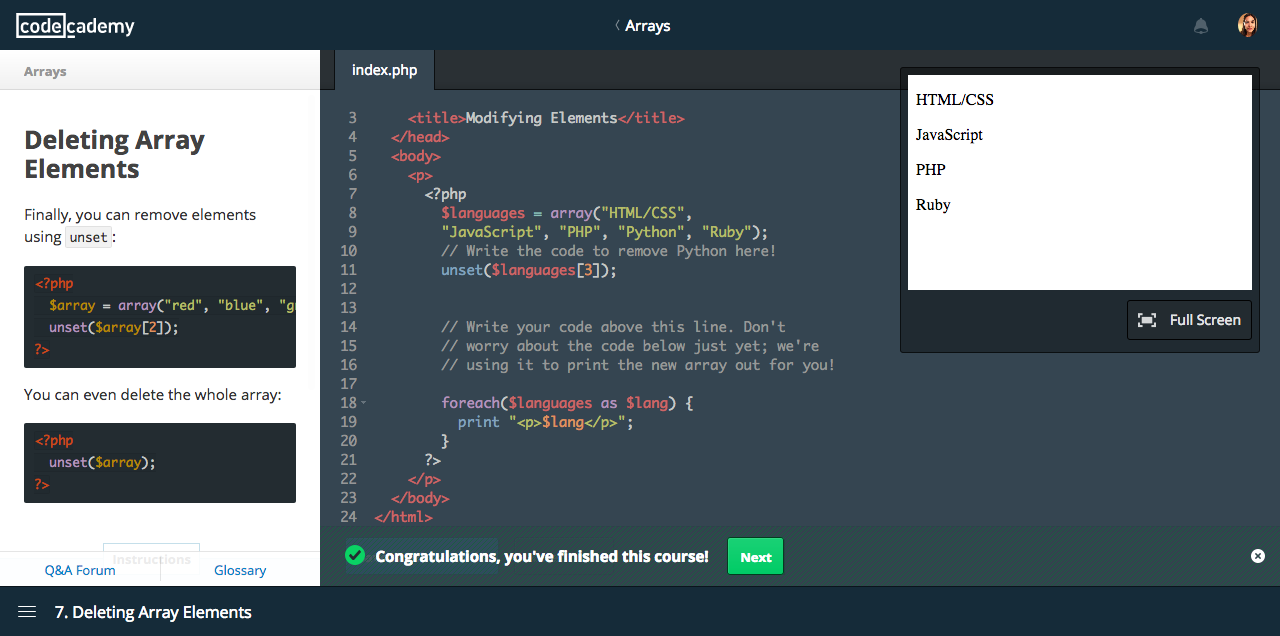 codecademy
Arrays
Arrays
index.php
Deleting Array
Elements
Finally, you can remove elements
using unset:
<?php
$array = array("red", "blue", "g
unset($array[2]);
?>
You can even delete the whole array:
<?php
unset($array);
?>
Instructions
Q&A Forum
Glossary
3 <title>Modifying Elements</title>
4 </head>
5 <body>
6 <p>
7 <?php
8 $languages = array("HTML/CSS",
9 "JavaScript", "PHP", "Python", "Ruby");
10 // Write the code to remove Python here!
11 unset($languages[3]);
12
13
14 // Write your code above this line. Don't
15 // worry about the code below just yet; we're
16 // using it to print the new array out for you!
17
18 foreach($languages as $lang) {
19 print "<p>$lang</p>";
20 }
21 ?>
22 </p>
23 </body>
24 </html>
HTML/CSS
JavaScript
PHP
Ruby
Full Screen
Congratulations, you've finished this course!
Next
7. Deleting Array Elements